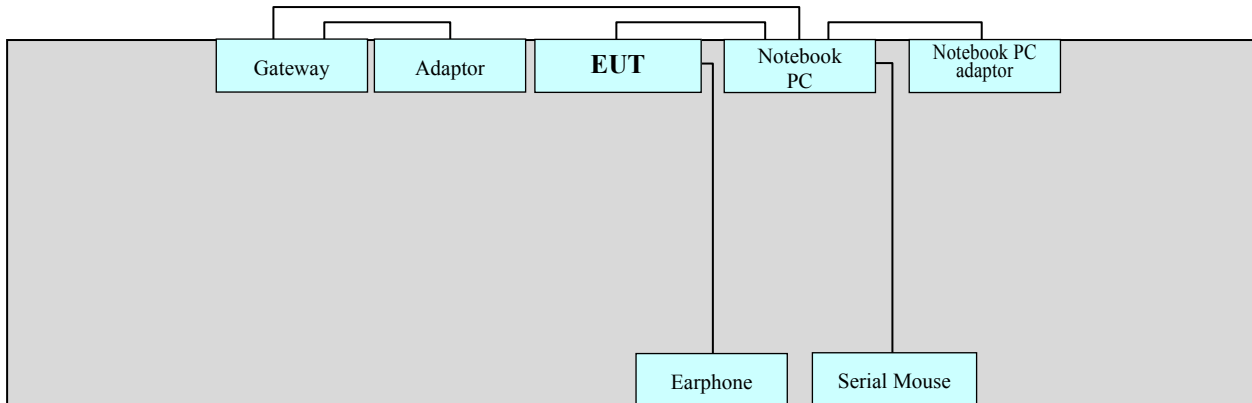 Gateway
Adaptor
EUT
Notebook
PC
Notebook PC
adaptor
Earphone
Serial Mouse